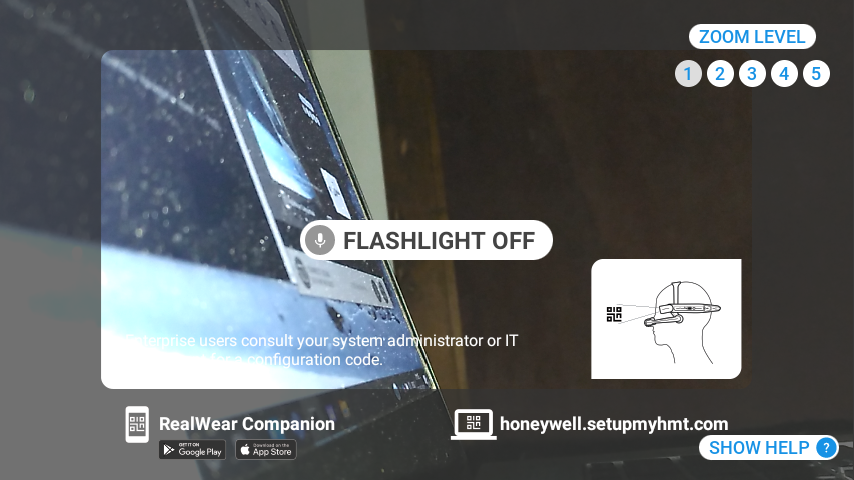 ZOOM LEVEL
1 2 3 4 5
FLASHLIGHT OFF
users consult your system administrator or IT
configuration code.
RealWear Companion
honeywell.setupmyhmt.com
GET IT ON
Google Play
Download on the
App Store
SHOW HELP ?